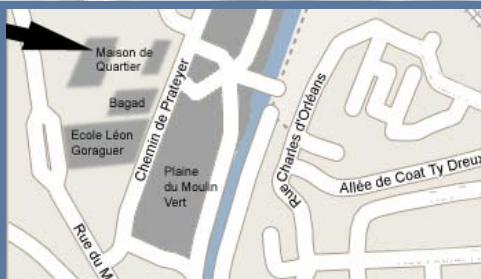 Maison de
Quartier
Bagad
Ecole Léon
Goraguer
Chemin de Prateyer
Plaine
du Moulin
Vert
Rue Charles d'Orléans
Allée de Coat Ty Dreux
Rue du M